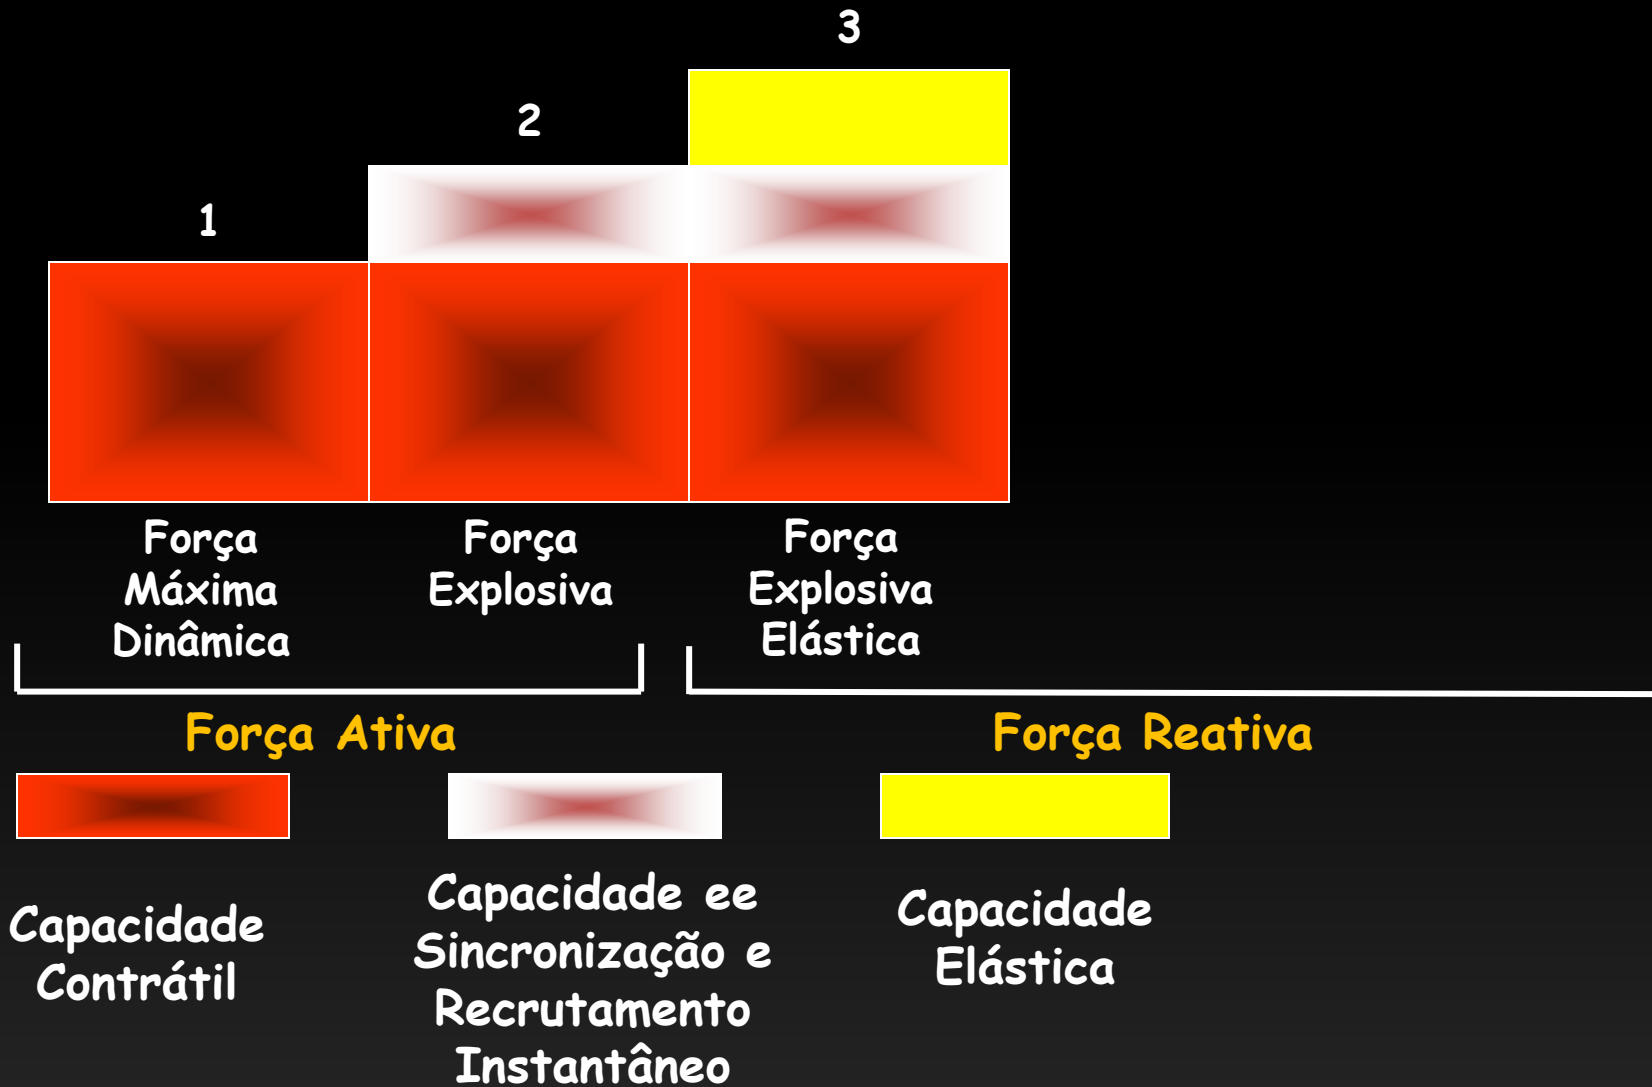 3
2
1
Força
Máxima
Dinâmica
Força
Explosiva
Força
Explosiva
Elástica
Força Ativa
Força Reativa
Capacidade
Contrátil
Capacidade ee
Sincronização e
Recrutamento
Instantâneo
Capacidade
Elástica